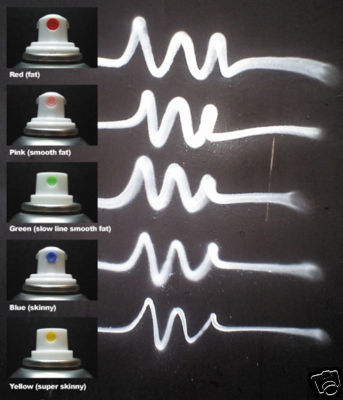 Red (fat)
Pink (smooth fat)
Green (slow line smooth fat)
Blue (skinny)
Yellow (super skinny)